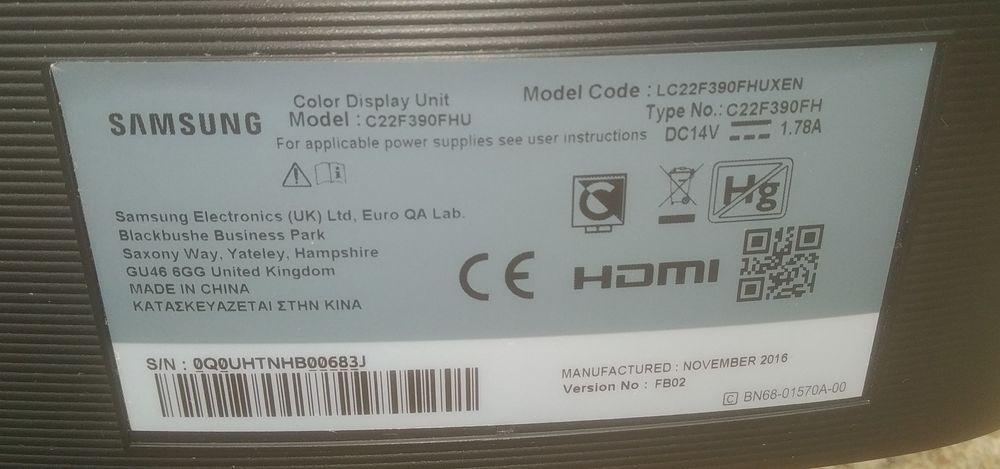 SAMSUNG
Color Display Unit
Model : C22F390FHU
Model Code : LC22F390FHUXEN
Type No.: C22F390FH
For applicable power supplies see user instructions
DC14V 1.78A
Hg
Samsung Electronics (UK) Ltd, Euro QA Lab.
Blackbushe Business Park
Saxony Way, Yateley, Hampshire
GU46 6GG United Kingdom
MADE IN CHINA
ΚΑΤΑΣΚΕΥΑΖΕΤΑΙ ΣΤΗΝ ΚΙΝΑ
CE
HDMI
S/N : 0Q0UHTNHB00683J
MANUFACTURED : NOVEMBER 2016
Version No : FB02
C BN68-01570A-00